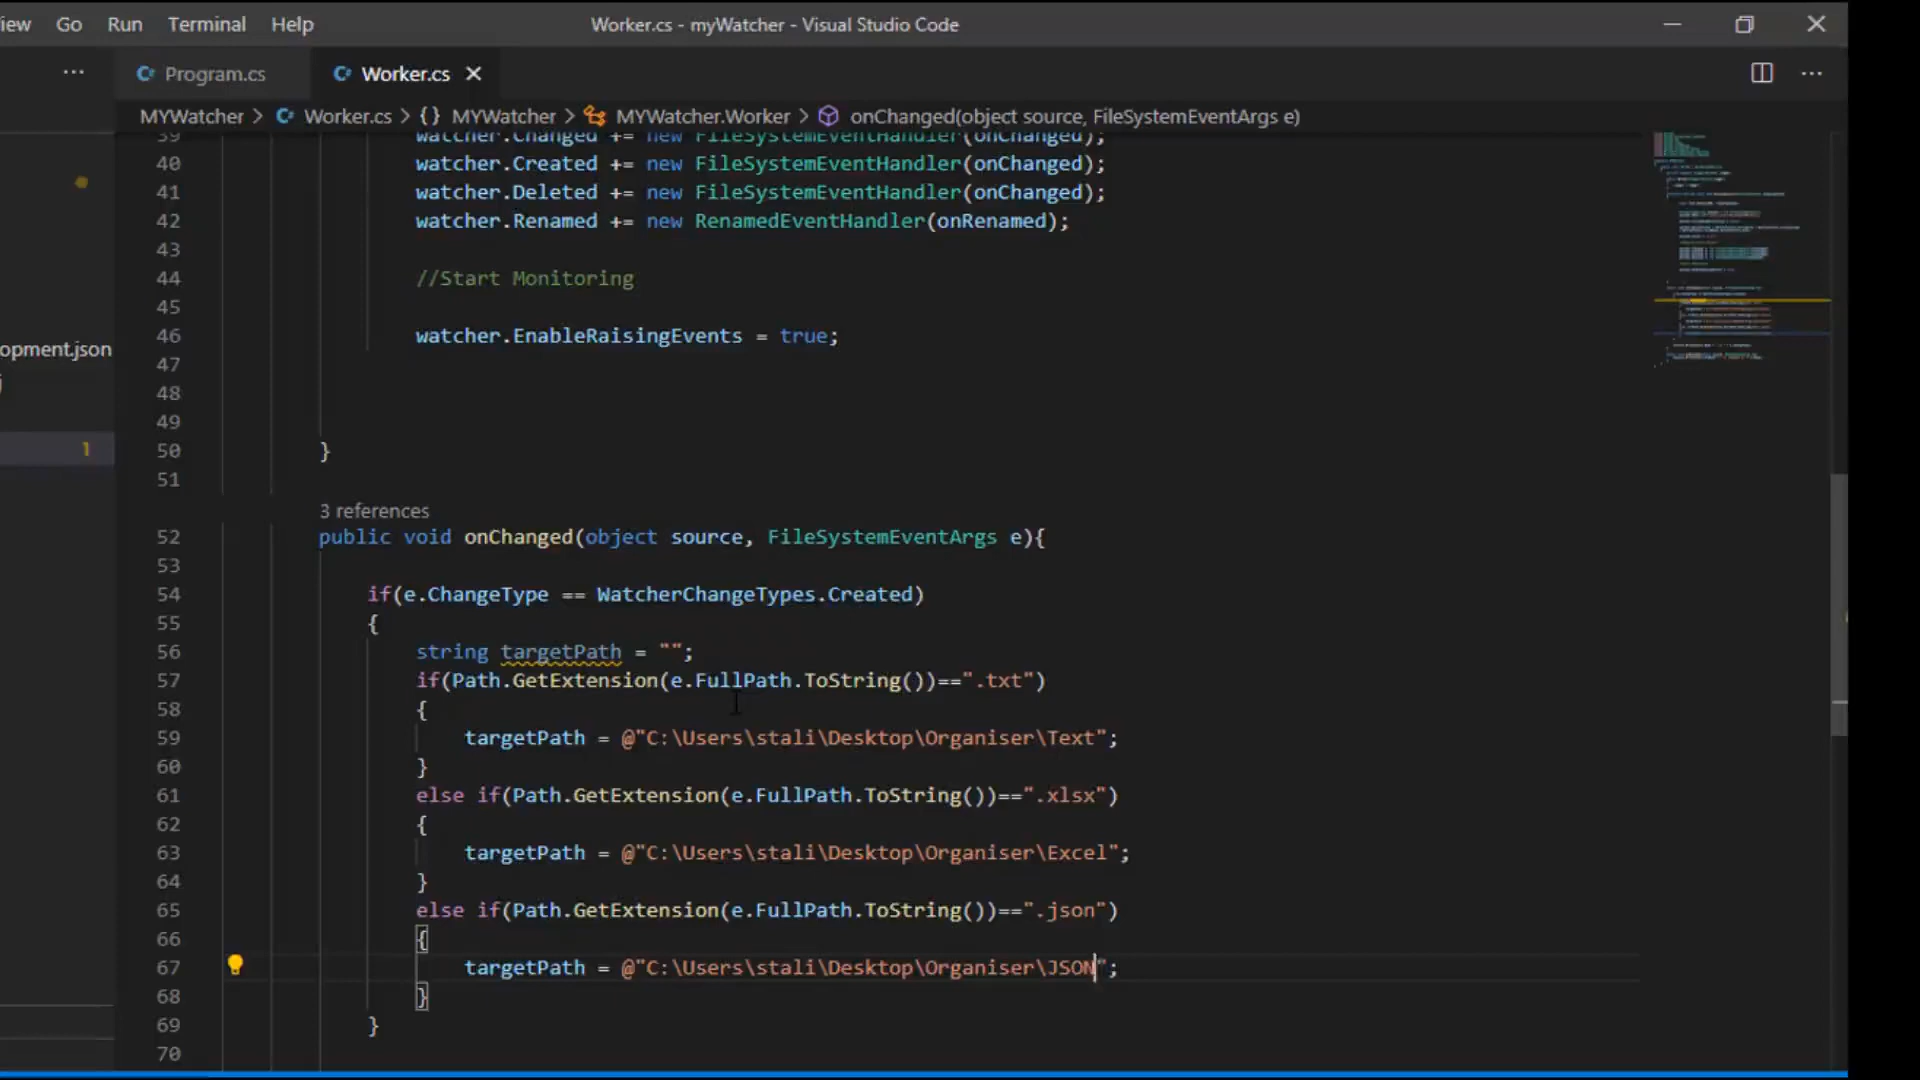 Go Run Terminal Help Worker.cs - myWatcher - Visual Studio Code
Program.cs Worker.cs
MYWatcher > Worker.cs > {} MYWatcher > MYWatcher.Worker > onChanged(object source, FileSystemEventArgs e)
39 watcher.Changed += new FileSystemEventHandler(onChanged);
40 watcher.Created += new FileSystemEventHandler(onChanged);
41 watcher.Deleted += new FileSystemEventHandler(onChanged);
42 watcher.Renamed += new RenamedEventHandler(onRenamed);
43
44 //Start Monitoring
45
46 watcher.EnableRaisingEvents = true;
opment.json
47
48
49
1
50 }
51
3 references
52 public void onChanged(object source, FileSystemEventArgs e){
53
54 if(e.ChangeType == WatcherChangeTypes.Created)
55 {
56 string targetPath = "";
57 if(Path.GetExtension(e.FullPath.ToString())==".txt")
58 {
59 targetPath = @"C:\Users\stali\Desktop\Organiser\Text";
60 }
61 else if(Path.GetExtension(e.FullPath.ToString())==".xlsx")
62 {
63 targetPath = @"C:\Users\stali\Desktop\Organiser\Excel";
64 }
65 else if(Path.GetExtension(e.FullPath.ToString())==".json")
66 {
67 targetPath = @"C:\Users\stali\Desktop\Organiser\JSON";
68 }
69 }
70